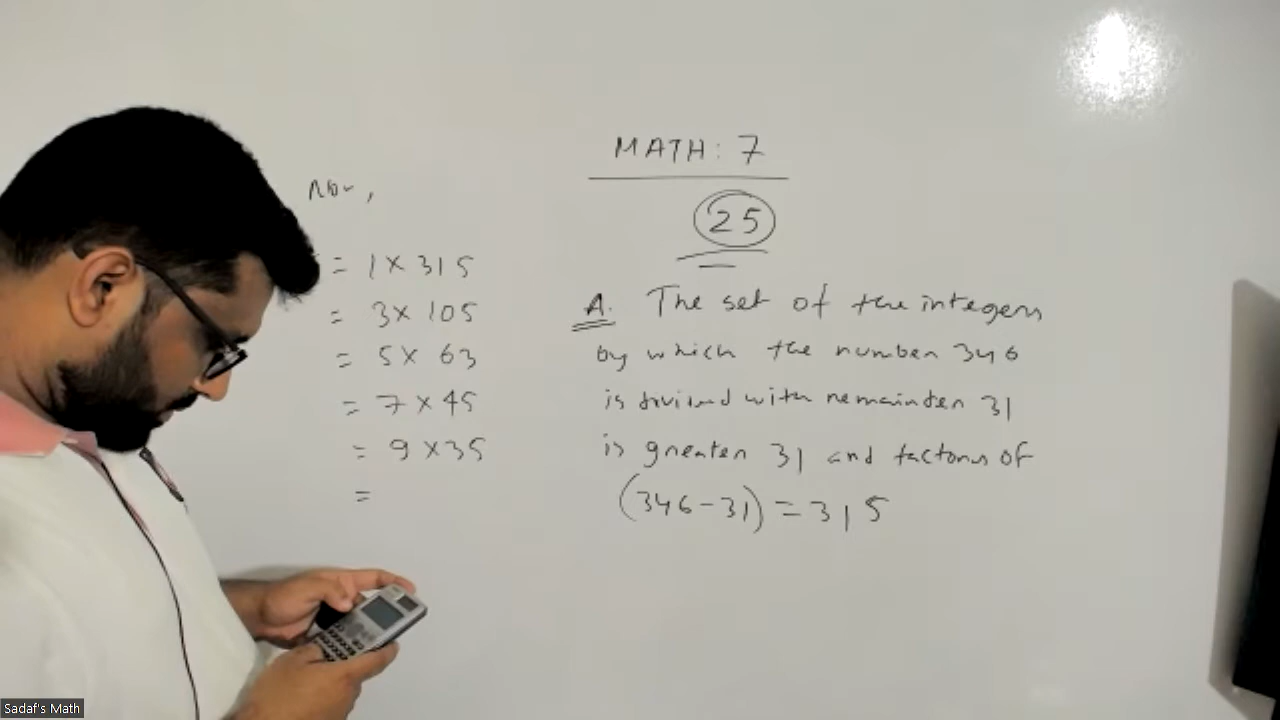 MATH: 7
25
Now,
= 1 × 315
= 3 × 105
= 5 × 63
= 7 × 45
= 9 × 35
=
A. The set of the integers
by which the number 346
is divided with remainder 31
is greater 31 and factors of
(346-31) = 315
Sadaf's Math